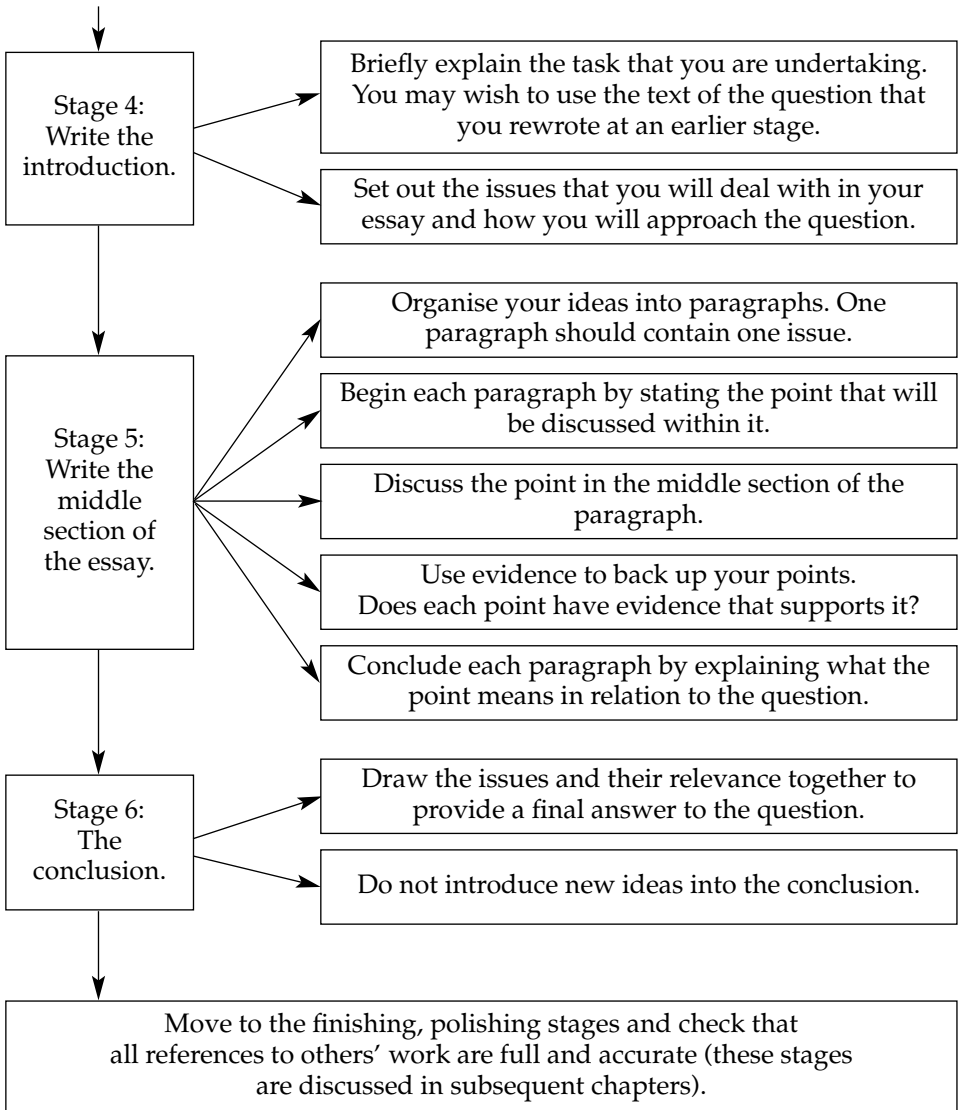 Stage 4:
Write the
introduction.
Briefly explain the task that you are undertaking.
You may wish to use the text of the question that
you rewrote at an earlier stage.
Set out the issues that you will deal with in your
essay and how you will approach the question.
Stage 5:
Write the
middle
section of
the essay.
Organise your ideas into paragraphs. One
paragraph should contain one issue.
Begin each paragraph by stating the point that will
be discussed within it.
Discuss the point in the middle section of the
paragraph.
Use evidence to back up your points.
Does each point have evidence that supports it?
Conclude each paragraph by explaining what the
point means in relation to the question.
Stage 6:
The
conclusion.
Draw the issues and their relevance together to
provide a final answer to the question.
Do not introduce new ideas into the conclusion.
Move to the finishing, polishing stages and check that
all references to others’ work are full and accurate (these stages
are discussed in subsequent chapters).